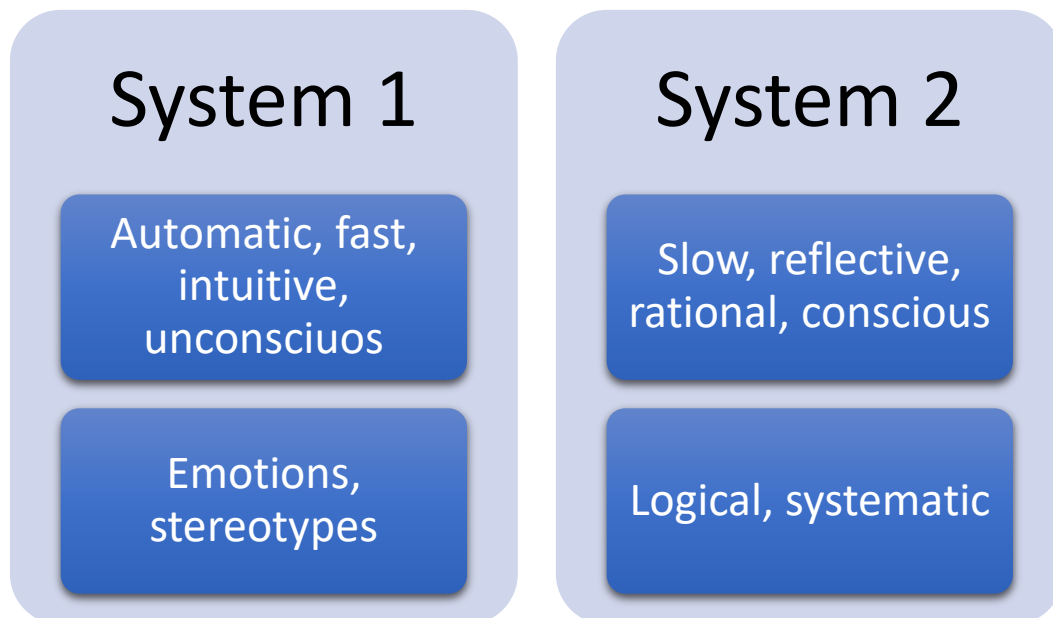 System 1
Automatic, fast,
intuitive,
unconsciuos
Emotions,
stereotypes
System 2
Slow, reflective,
rational, conscious
Logical, systematic